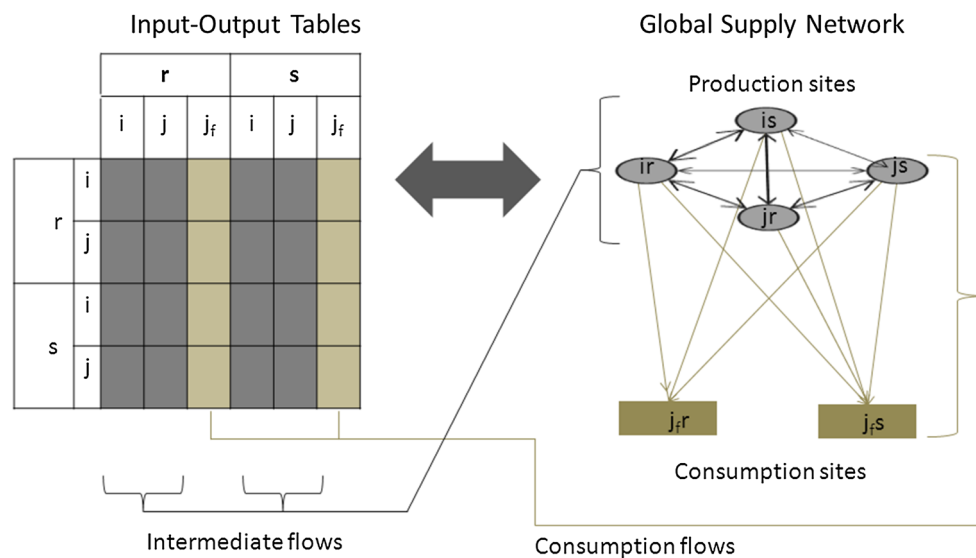 Input-Output Tables
Global Supply Network
r s
i j jf i j jf
r
i
j
s
i
j
Production sites
is
ir
js
jr
jfr
jfs
Consumption sites
Intermediate flows
Consumption flows